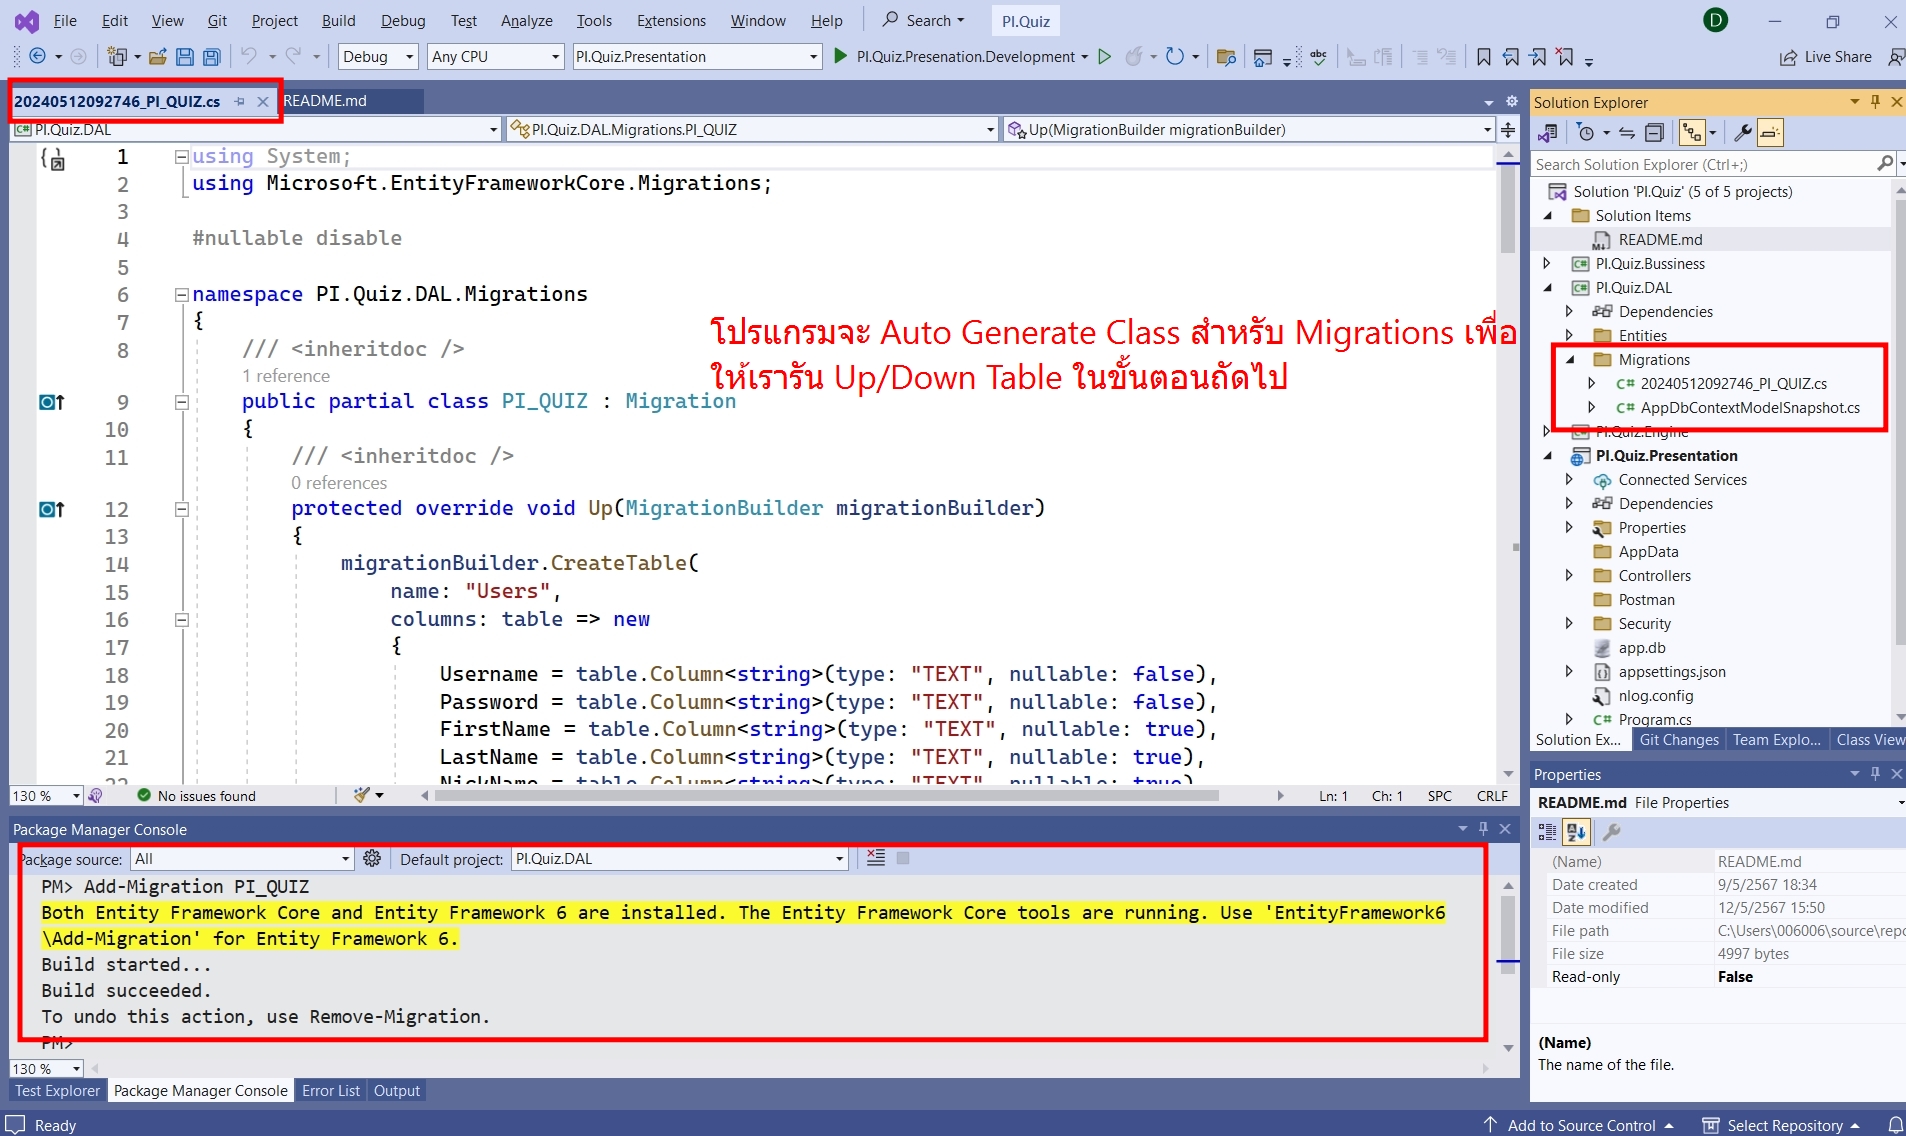 File Edit View Git Project Build Debug Test Analyze Tools Extensions Window Help Search PI.Quiz D
Debug Any CPU PI.Quiz.Presentation PI.Quiz.Presenation.Development Live Share
20240512092746_PI_QUIZ.cs README.md
PI.Quiz.DAL PI.Quiz.DAL.Migrations.PI_QUIZ Up(MigrationBuilder migrationBuilder)
1 using System;
2 using Microsoft.EntityFrameworkCore.Migrations;
3
4 #nullable disable
5
6 namespace PI.Quiz.DAL.Migrations
7 {
8 /// <inheritdoc />
1 reference
9 public partial class PI_QUIZ : Migration
10 {
11 /// <inheritdoc />
0 references
12 protected override void Up(MigrationBuilder migrationBuilder)
13 {
14 migrationBuilder.CreateTable(
15 name: "Users",
16 columns: table => new
17 {
18 Username = table.Column<string>(type: "TEXT", nullable: false),
19 Password = table.Column<string>(type: "TEXT", nullable: false),
20 FirstName = table.Column<string>(type: "TEXT", nullable: true),
21 LastName = table.Column<string>(type: "TEXT", nullable: true),
22 NickName = table.Column<string>(type: "TEXT", nullable: true),
โปรแกรมจะ Auto Generate Class สำหรับ Migrations เพื่อ
ให้เรารัน Up/Down Table ในขั้นตอนถัดไป
130 % No issues found Ln: 1 Ch: 1 SPC CRLF
Package Manager Console
Package source: All Default project: PI.Quiz.DAL
PM> Add-Migration PI_QUIZ
Both Entity Framework Core and Entity Framework 6 are installed. The Entity Framework Core tools are running. Use 'EntityFramework6
\Add-Migration' for Entity Framework 6.
Build started...
Build succeeded.
To undo this action, use Remove-Migration.
PM>
130 %
Test Explorer Package Manager Console Error List Output
Solution Explorer
Search Solution Explorer (Ctrl+;)
Solution 'PI.Quiz' (5 of 5 projects)
Solution Items
README.md
PI.Quiz.Bussiness
PI.Quiz.DAL
Dependencies
Entities
Migrations
C# 20240512092746_PI_QUIZ.cs
C# AppDbContextModelSnapshot.cs
PI.Quiz.Engine
PI.Quiz.Presentation
Connected Services
Dependencies
Properties
AppData
Controllers
Postman
Security
app.db
appsettings.json
nlog.config
C# Program.cs
Solution Ex... Git Changes Team Explo... Class View
Properties
README.md File Properties
(Name) README.md
Date created 9/5/2567 18:34
Date modified 12/5/2567 15:50
File path C:\Users\006006\source\repo
File size 4997 bytes
Read-only False
(Name)
The name of the file.
Ready Add to Source Control Select Repository